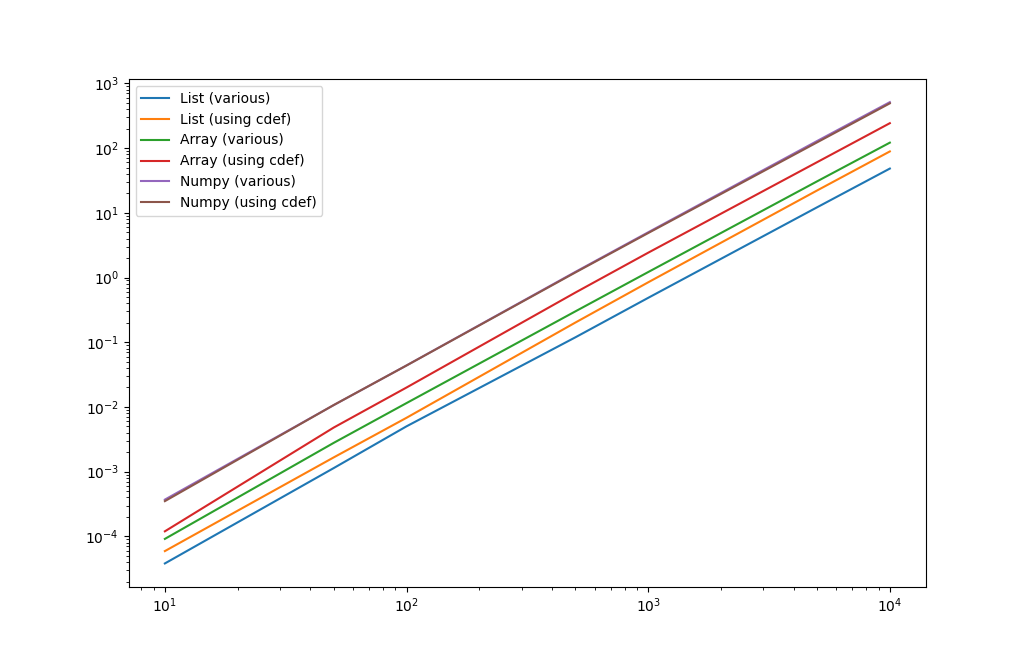 10³
10²
10¹
10⁰
10⁻¹
10⁻²
10⁻³
10⁻⁴
List (various)
List (using cdef)
Array (various)
Array (using cdef)
Numpy (various)
Numpy (using cdef)
10¹ 10² 10³ 10⁴